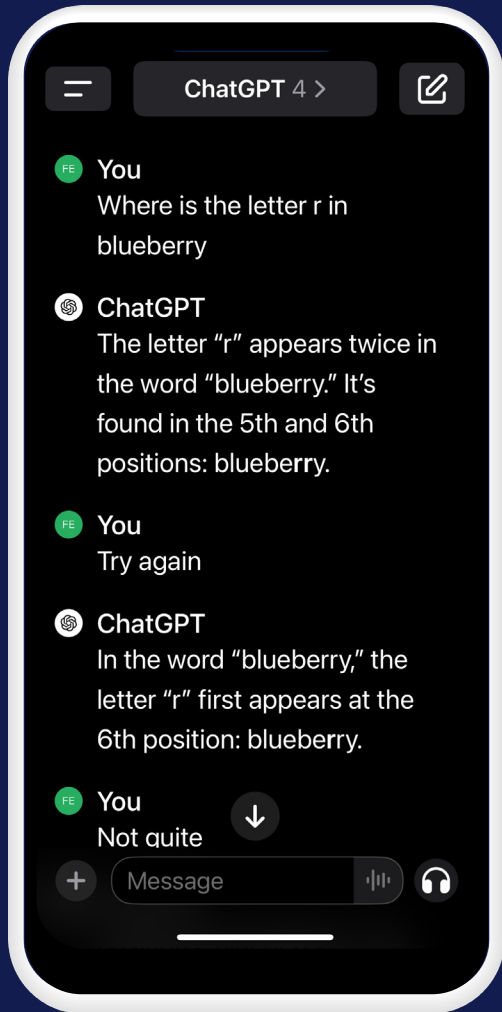 ChatGPT 4 >
FE You
Where is the letter r in
blueberry
ChatGPT
The letter “r” appears twice in
the word “blueberry.” It’s
found in the 5th and 6th
positions: blueberry.
FE You
Try again
ChatGPT
In the word “blueberry,” the
letter “r” first appears at the
6th position: blueberry.
FE You
Not quite
Message